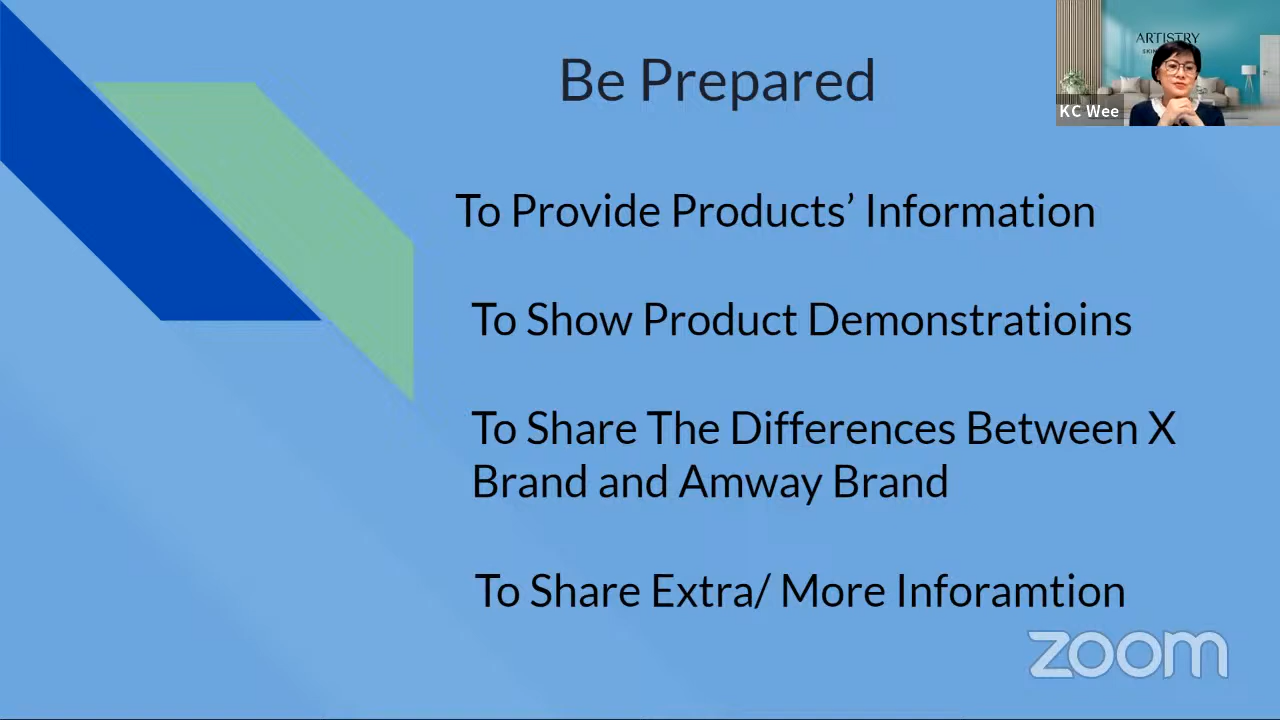 Be Prepared
ARTISTRY
KC Wee
To Provide Products’ Information
To Show Product Demonstratioins
To Share The Differences Between X
Brand and Amway Brand
To Share Extra/ More Inforamtion
zoom